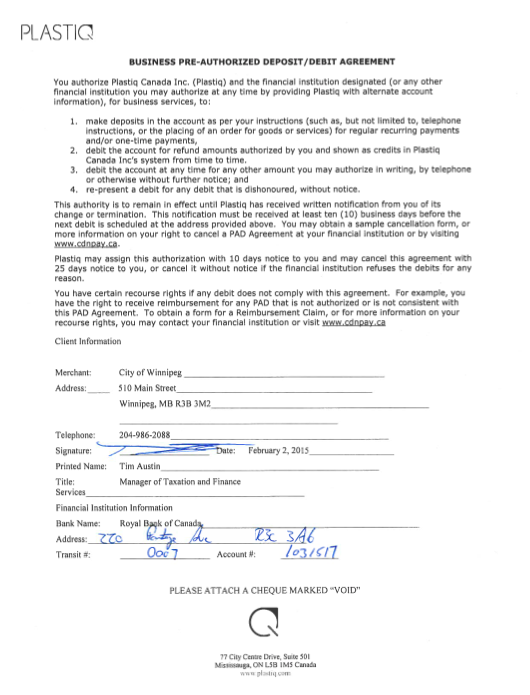 PLASTIQ
BUSINESS PRE-AUTHORIZED DEPOSIT/DEBIT AGREEMENT
You authorize Plastiq Canada Inc. (Plastiq) and the financial institution designated (or any other
financial institution you may authorize at any time by providing Plastiq with alternate account
information), for business services, to:
1. make deposits in the account as per your instructions (such as, but not limited to, telephone
instructions, or the placing of an order for goods or services) for regular recurring payments
and/or one-time payments,
2. debit the account for refund amounts authorized by you and shown as credits in Plastiq
Canada Inc's system from time to time.
3. debit the account at any time for any other amount you may authorize in writing, by telephone
or otherwise without further notice; and
4. re-present a debit for any debit that is dishonoured, without notice.
This authority is to remain in effect until Plastiq has received written notification from you of its
change or termination. This notification must be received at least ten (10) business days before the
next debit is scheduled at the address provided above. You may obtain a sample cancellation form, or
more information on your right to cancel a PAD Agreement at your financial institution or by visiting
www.cdnpay.ca.
Plastiq may assign this authorization with 10 days notice to you and may cancel this agreement with
25 days notice to you, or cancel it without notice if the financial institution refuses the debits for any
reason.
You have certain recourse rights if any debit does not comply with this agreement. For example, you
have the right to receive reimbursement for any PAD that is not authorized or is not consistent with
this PAD Agreement. To obtain a form for a Reimbursement Claim, or for more information on your
recourse rights, you may contact your financial institution or visit www.cdnpay.ca
Client Information
Merchant: City of Winnipeg
Address: 510 Main Street
Winnipeg, MB R3B 3M2
Telephone: 204-986-2088
Signature: Date: February 2, 2015
Printed Name: Tim Austin
Title: Manager of Taxation and Finance
Services
Financial Institution Information
Bank Name: Royal Bank of Canada
Address: 220 Portage Ave R3C 3A6
Transit #: 0007 Account #: 1031517
PLEASE ATTACH A CHEQUE MARKED "VOID"
77 City Centre Drive, Suite 501
Mississauga, ON L5B 1M5 Canada
www.plastiq.com